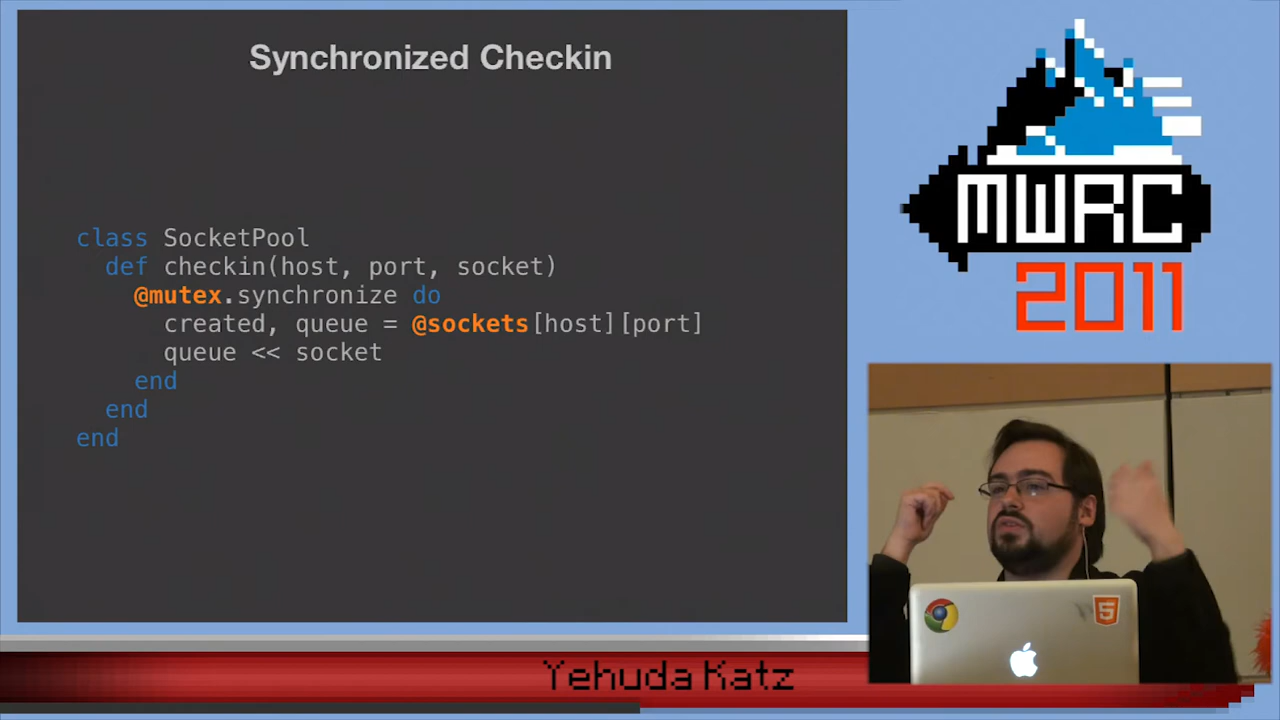 Synchronized Checkin
class SocketPool
def checkin(host, port, socket)
@mutex.synchronize do
created, queue = @sockets[host][port]
queue << socket
end
end
end
MWRC
2011
5
Yehuda Katz